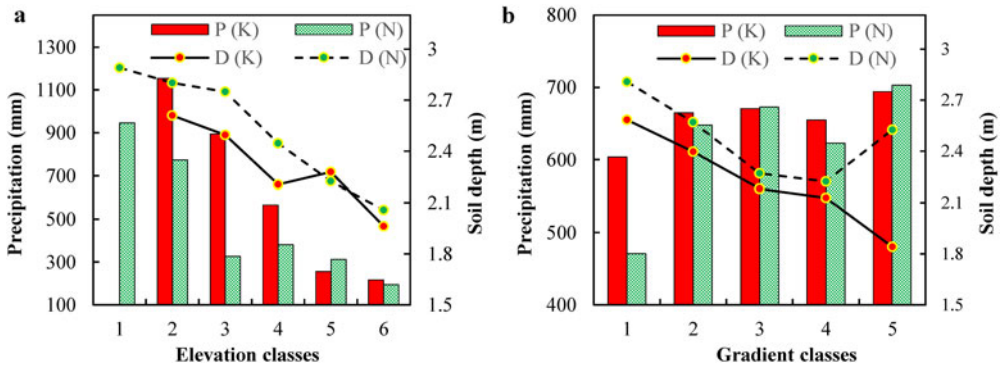 a
P (K)
P (N)
D (K)
D (N)
1300
1100
900
700
500
300
100
Precipitation (mm)
3
2.7
2.4
2.1
1.8
1.5
Soil depth (m)
1 2 3 4 5 6
Elevation classes
b
P (K)
P (N)
D (K)
D (N)
800
700
600
500
400
Precipitation (mm)
3
2.7
2.4
2.1
1.8
1.5
Soil depth (m)
1 2 3 4 5
Gradient classes